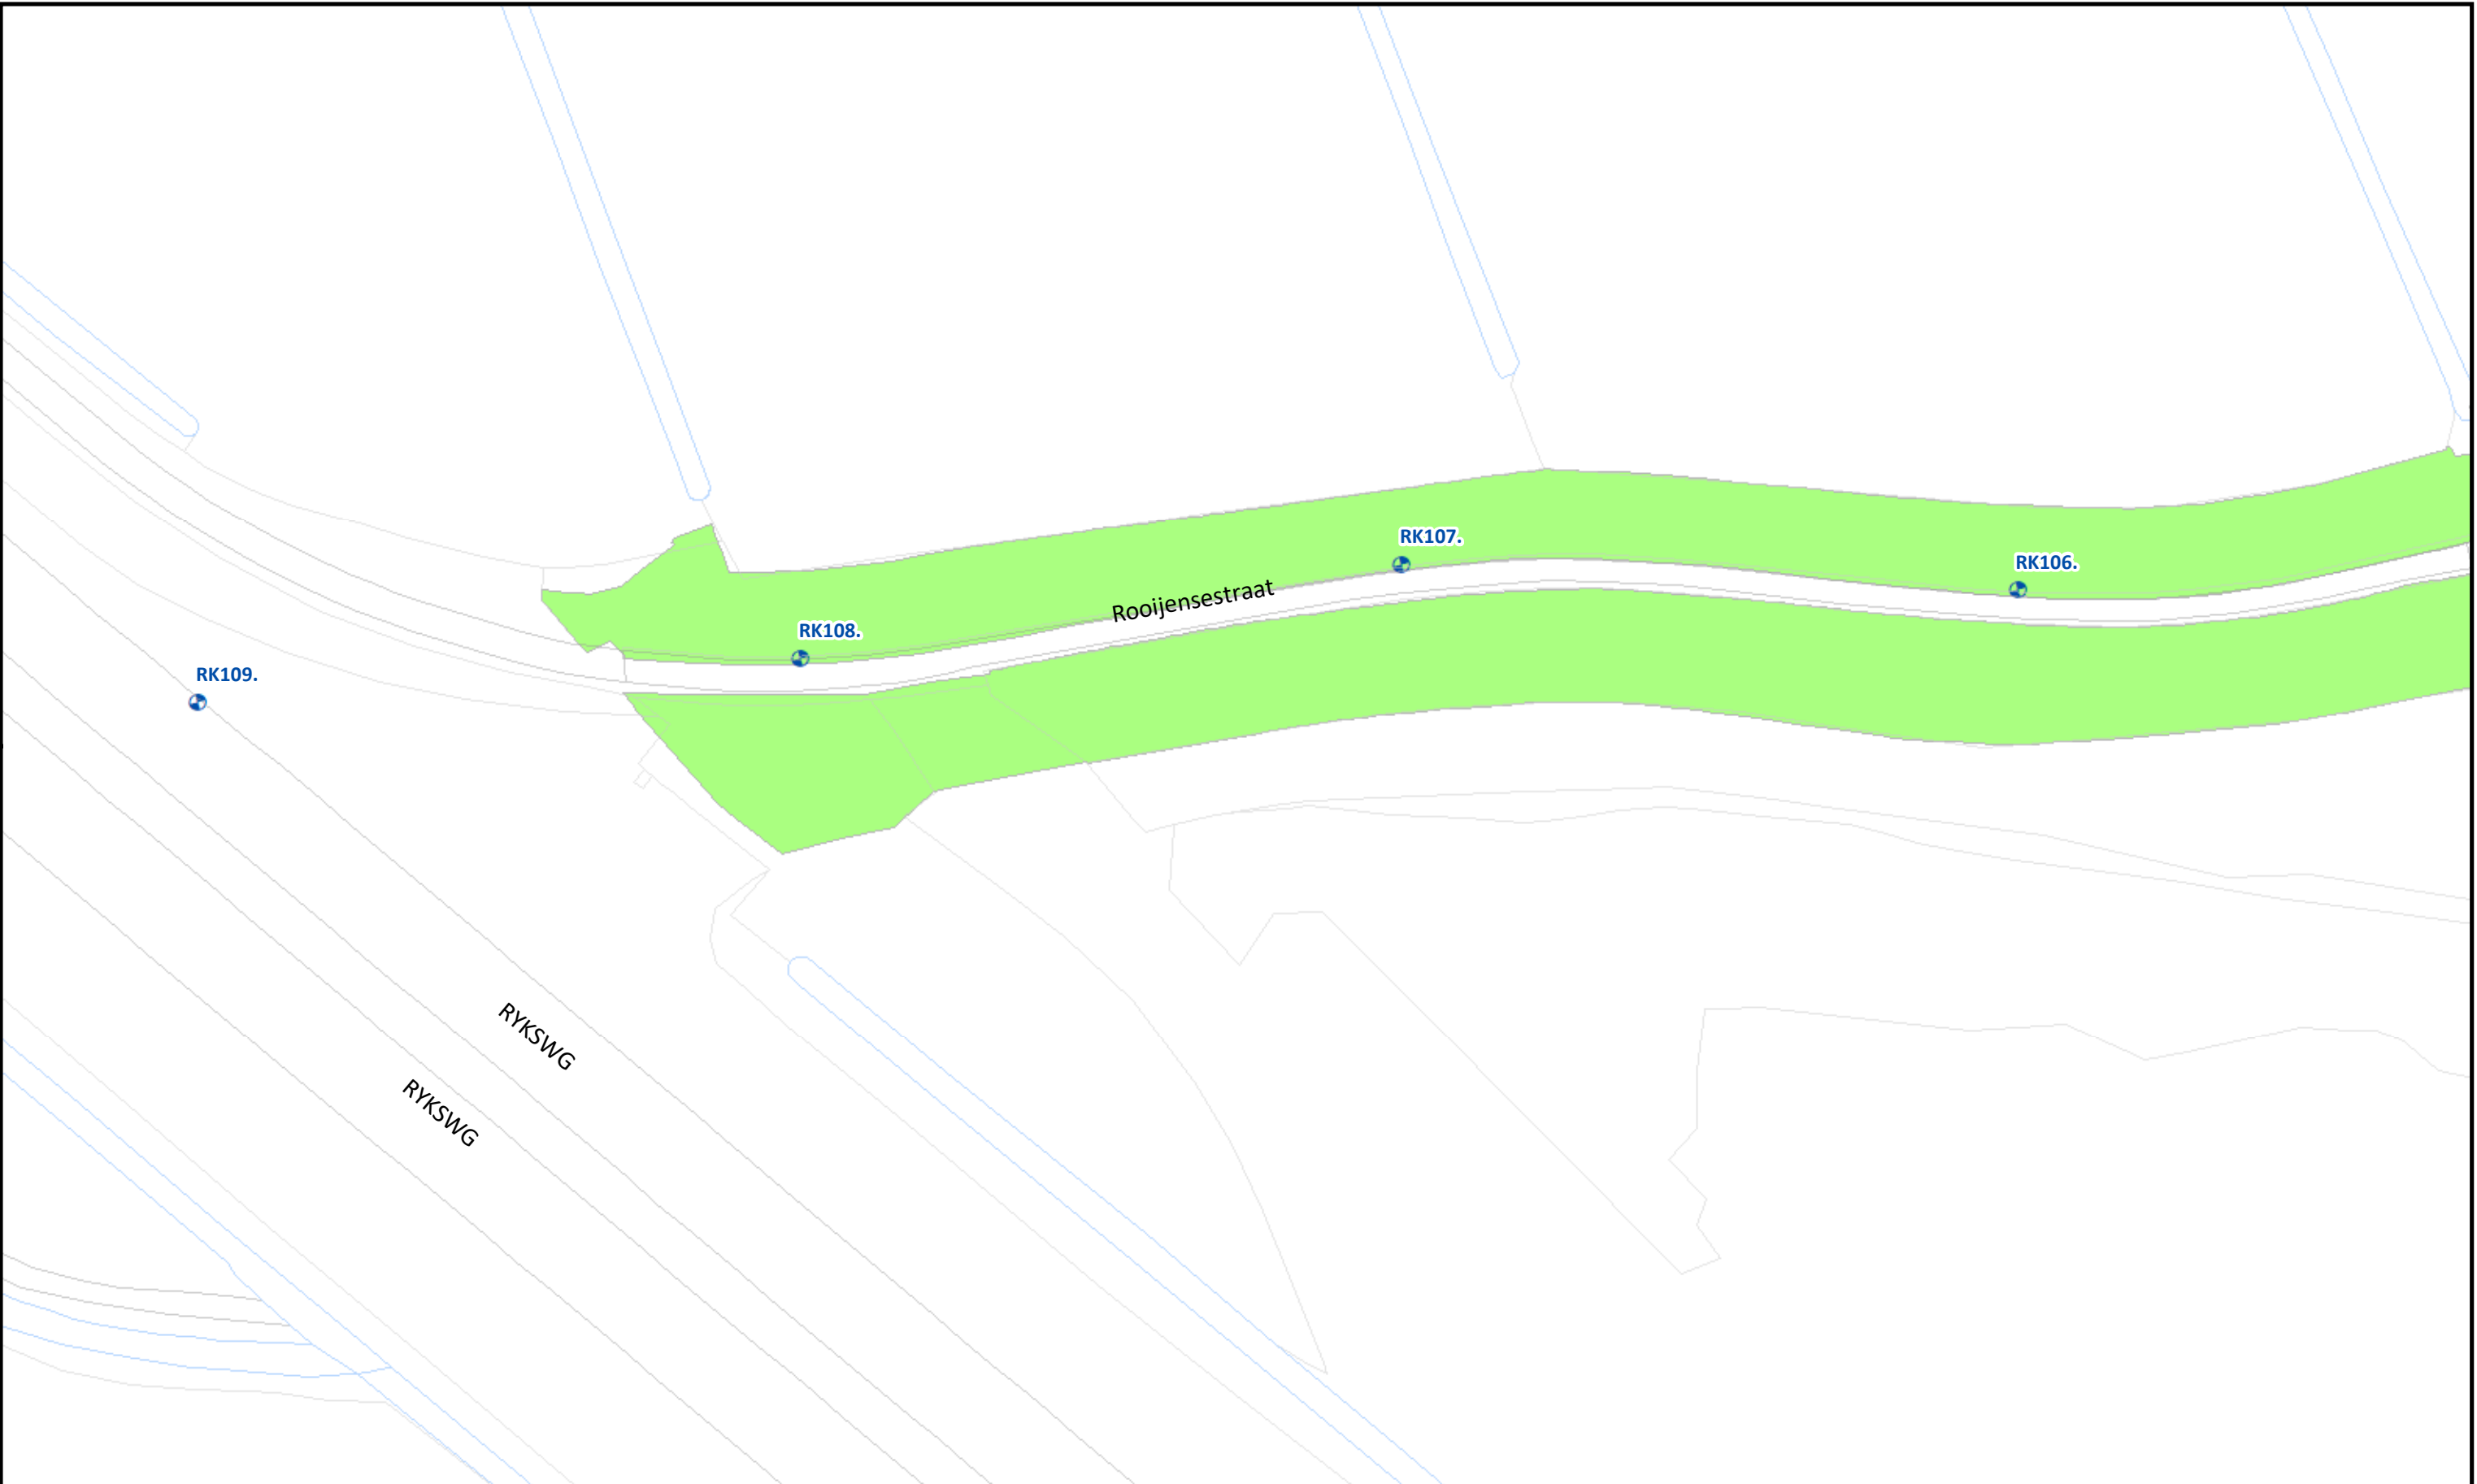 RK107.
RK106.
Rooijensestraat
RK108.
RK109.
RYKSWG
RYKSWG